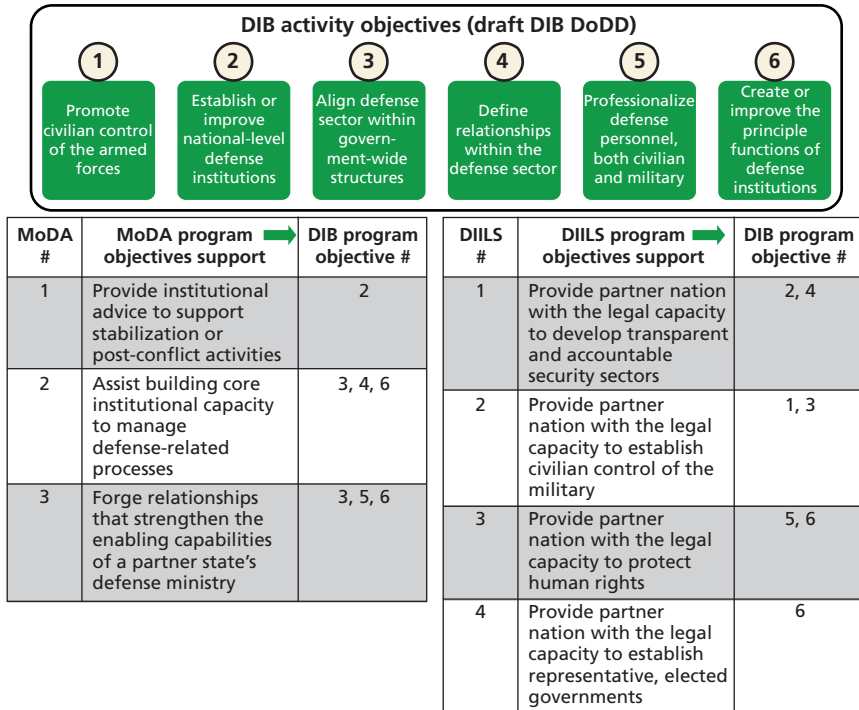 DIB activity objectives (draft DIB DoDD)
1
Promote
civilian control
of the armed
forces
2
Establish or
improve
national-level
defense
institutions
3
Align defense
sector within
govern-
ment-wide
structures
4
Define
relationships
within the
defense sector
5
Professionalize
defense
personnel,
both civilian
and military
6
Create or
improve the
principle
functions of
defense
institutions
MoDA
#
MoDA program
objectives support
DIB program
objective #
1
Provide institutional
advice to support
stabilization or
post-conflict activities
2
2
Assist building core
institutional capacity
to manage
defense-related
processes
3, 4, 6
3
Forge relationships
that strengthen the
enabling capabilities
of a partner state’s
defense ministry
3, 5, 6
DIILS
#
DIILS program
objectives support
DIB program
objective #
1
Provide partner nation
with the legal capacity
to develop transparent
and accountable
security sectors
2, 4
2
Provide partner
nation with the legal
capacity to establish
civilian control of the
military
1, 3
3
Provide partner
nation with the legal
capacity to protect
human rights
5, 6
4
Provide partner
nation with the legal
capacity to establish
representative, elected
governments
6